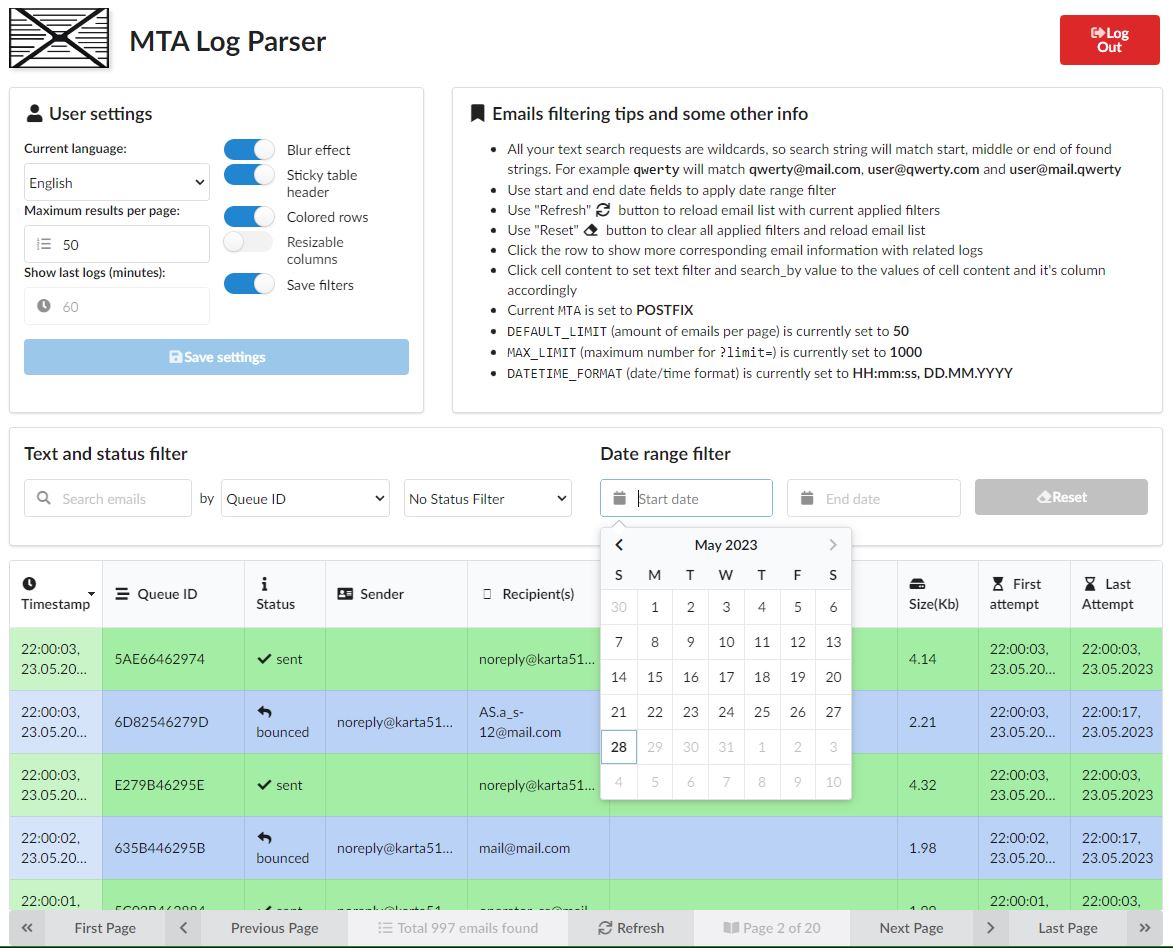 MTA Log Parser
Log
Out
User settings
Current language:
English
Maximum results per page:
50
Show last logs (minutes):
60
Blur effect
Sticky table
header
Colored rows
Resizable
columns
Save filters
Save settings
Emails filtering tips and some other info
All your text search requests are wildcards, so search string will match start, middle or end of found
strings. For example qwerty will match qwerty@mail.com, user@qwerty.com and user@mail.qwerty
Use start and end date fields to apply date range filter
Use "Refresh" button to reload email list with current applied filters
Use "Reset" button to clear all applied filters and reload email list
Click the row to show more corresponding email information with related logs
Click cell content to set text filter and search_by value to the values of cell content and it's column
accordingly
Current MTA is set to POSTFIX
DEFAULT_LIMIT (amount of emails per page) is currently set to 50
MAX_LIMIT (maximum number for ?limit=) is currently set to 1000
DATETIME_FORMAT (date/time format) is currently set to HH:mm:ss, DD.MM.YYYY
Text and status filter
Search emails by Queue ID No Status Filter
Date range filter
Start date End date Reset
May 2023
S M T W T F S
30 1 2 3 4 5 6
7 8 9 10 11 12 13
14 15 16 17 18 19 20
21 22 23 24 25 26 27
28 29 30 31 1 2 3
4 5 6 7 8 9 10
Timestamp Queue ID Status Sender Recipient(s) Size(Kb) First attempt Last Attempt
22:00:03, 23.05.20... 5AE66462974 sent noreply@karta51... 4.14 22:00:03, 23.05.20... 22:00:03, 23.05.2023
22:00:03, 23.05.20... 6D82546279D bounced noreply@karta51... AS.a_s-12@mail.com 2.21 22:00:03, 23.05.20... 22:00:17, 23.05.2023
22:00:03, 23.05.20... E279B46295E sent noreply@karta51... 4.32 22:00:03, 23.05.20... 22:00:03, 23.05.2023
22:00:02, 23.05.20... 635B446295B bounced noreply@karta51... mail@mail.com 1.98 22:00:02, 23.05.20... 22:00:17, 23.05.2023
22:00:01, 22:00:01, 22:00:03,
« First Page Previous Page Total 997 emails found Refresh Page 2 of 20 Next Page Last Page »